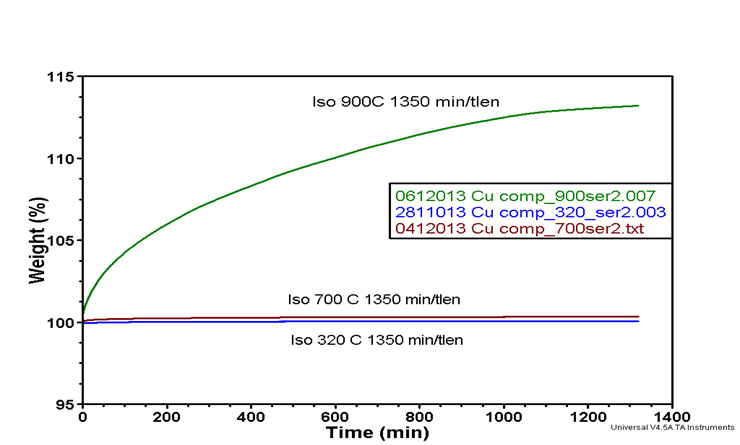 115
Iso 900C 1350 min/tlen
110
0612013 Cu comp_900ser2.007
2811013 Cu comp_320_ser2.003
0412013 Cu comp_700ser2.txt
Weight (%)
105
Iso 700 C 1350 min/tlen
100
Iso 320 C 1350 min/tlen
95
0 200 400 600 800 1000 1200 1400
Time (min)
Universal V4.5A TA Instruments